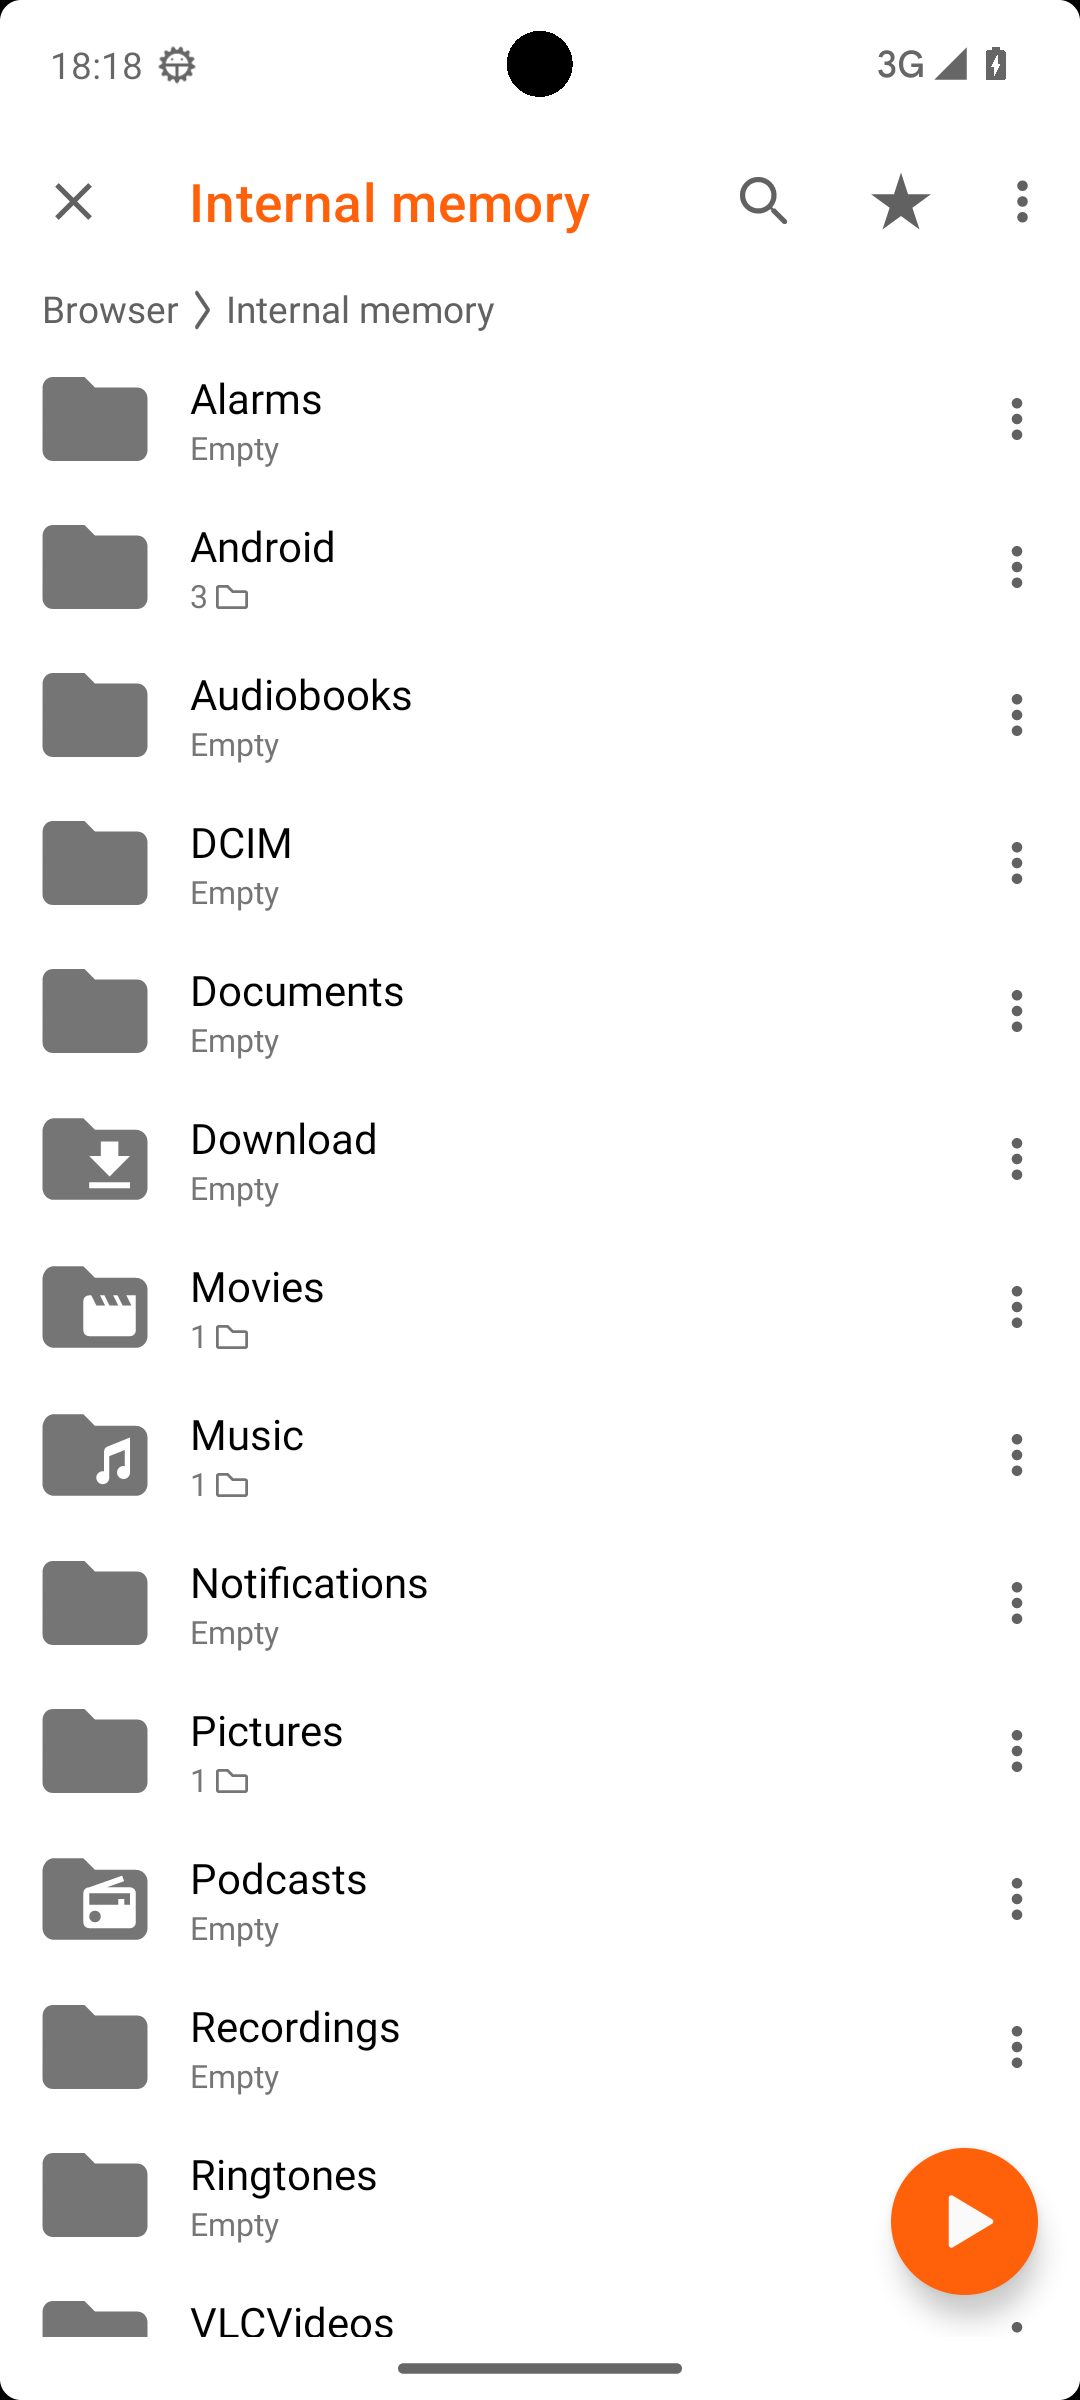 18:18
3G
Internal memory
Browser
Internal memory
Alarms
Empty
Android
3
Audiobooks
Empty
DCIM
Empty
Documents
Empty
Download
Empty
Movies
1
Music
1
Notifications
Empty
Pictures
1
Podcasts
Empty
Recordings
Empty
Ringtones
Empty
VLCVideos